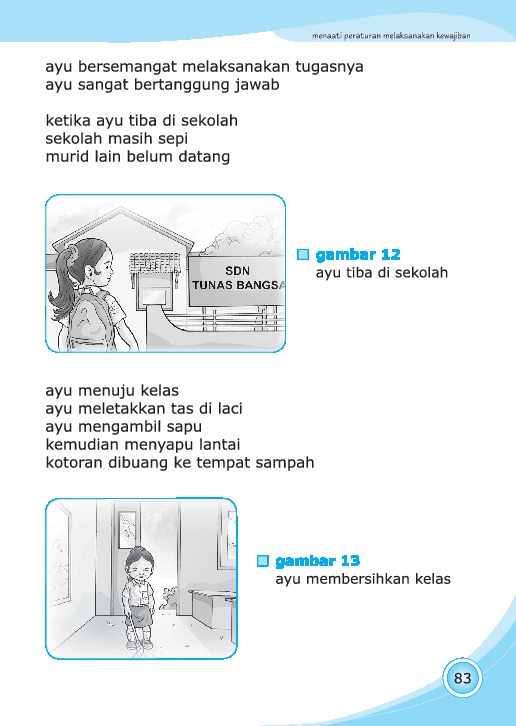 menaati peraturan melaksanakan kewajiban
ayu bersemangat melaksanakan tugasnya
ayu sangat bertanggung jawab
ketika ayu tiba di sekolah
sekolah masih sepi
murid lain belum datang
SDN
TUNAS BANGSA
gambar 12
ayu tiba di sekolah
ayu menuju kelas
ayu meletakkan tas di laci
ayu mengambil sapu
kemudian menyapu lantai
kotoran dibuang ke tempat sampah
gambar 13
ayu membersihkan kelas
83